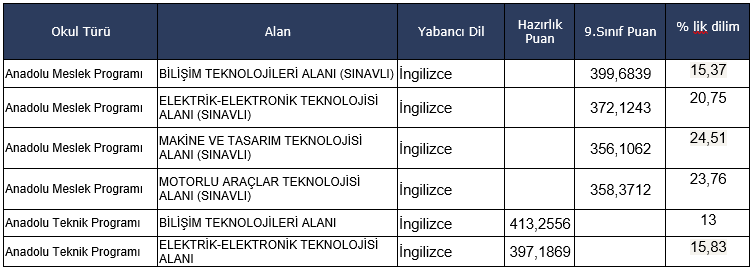 Okul Türü Alan Yabancı Dil Hazırlık Puan 9.Sınıf Puan % lik dilim
Anadolu Meslek Programı BİLİŞİM TEKNOLOJİLERİ ALANI (SINAVLI) İngilizce 399,6839 15,37
Anadolu Meslek Programı ELEKTRİK-ELEKTRONİK TEKNOLOJİSİ ALANI (SINAVLI) İngilizce 372,1243 20,75
Anadolu Meslek Programı MAKİNE VE TASARIM TEKNOLOJİSİ ALANI (SINAVLI) İngilizce 356,1062 24,51
Anadolu Meslek Programı MOTORLU ARAÇLAR TEKNOLOJİSİ ALANI (SINAVLI) İngilizce 358,3712 23,76
Anadolu Teknik Programı BİLİŞİM TEKNOLOJİLERİ ALANI İngilizce 413,2556 13
Anadolu Teknik Programı ELEKTRİK-ELEKTRONİK TEKNOLOJİSİ ALANI İngilizce 397,1869 15,83